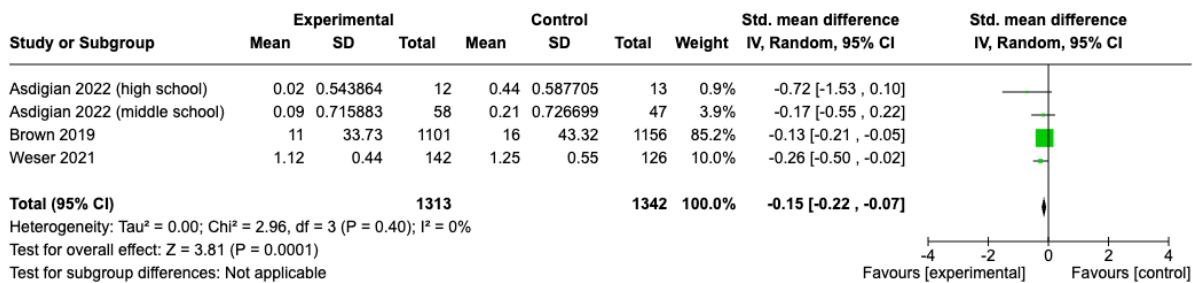 Experimental Control Std. mean difference Std. mean difference
Study or Subgroup Mean SD Total Mean SD Total Weight IV, Random, 95% CI IV, Random, 95% CI
Asdigian 2022 (high school) 0.02 0.543864 12 0.44 0.587705 13 0.9% -0.72 [-1.53 , 0.10]
Asdigian 2022 (middle school) 0.09 0.715883 58 0.21 0.726699 47 3.9% -0.17 [-0.55 , 0.22]
Brown 2019 11 33.73 1101 16 43.32 1156 85.2% -0.13 [-0.21 , -0.05]
Weser 2021 1.12 0.44 142 1.25 0.55 126 10.0% -0.26 [-0.50 , -0.02]
Total (95% CI) 1313 1342 100.0% -0.15 [-0.22 , -0.07]
Heterogeneity: Tau² = 0.00; Chi² = 2.96, df = 3 (P = 0.40); I² = 0%
Test for overall effect: Z = 3.81 (P = 0.0001) -4 -2 0 2 4
Test for subgroup differences: Not applicable Favours [experimental] Favours [control]